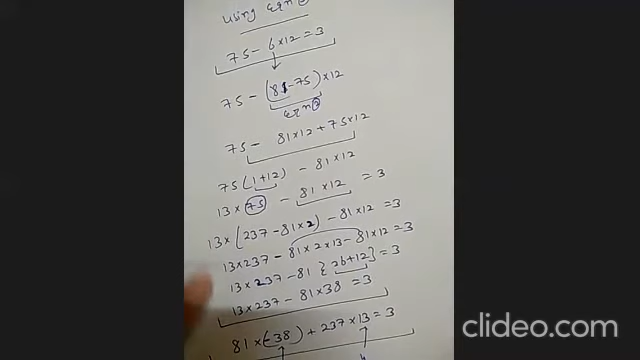 using eqn 2
75 - 6×12 = 3
75 - (81-75)×12
eqn 2
75 - 81×12 + 75×12
75(1+12) - 81×12
13×75 - 81×12 = 3
13×(237-81×2) - 81×12 = 3
13×237 - 81×2×13 - 81×12 = 3
13×237 - 81{26+12} = 3
13×237 - 81×38 = 3
81×(-38) + 237×13 = 3
clideo.com